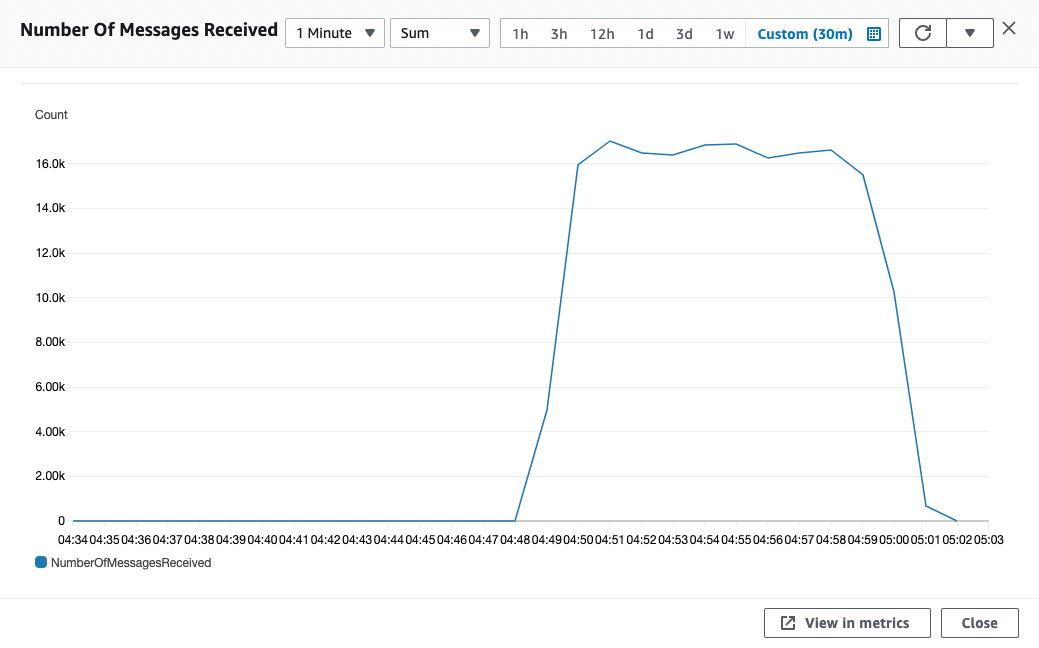 Number Of Messages Received 1 Minute Sum 1h 3h 12h 1d 3d 1w Custom (30m)
Count
16.0k
14.0k
12.0k
10.0k
8.00k
6.00k
4.00k
2.00k
0
04:34 04:35 04:36 04:37 04:38 04:39 04:40 04:41 04:42 04:43 04:44 04:45 04:46 04:47 04:48 04:49 04:50 04:51 04:52 04:53 04:54 04:55 04:56 04:57 04:58 04:59 05:00 05:01 05:02 05:03
NumberOfMessagesReceived
View in metrics Close